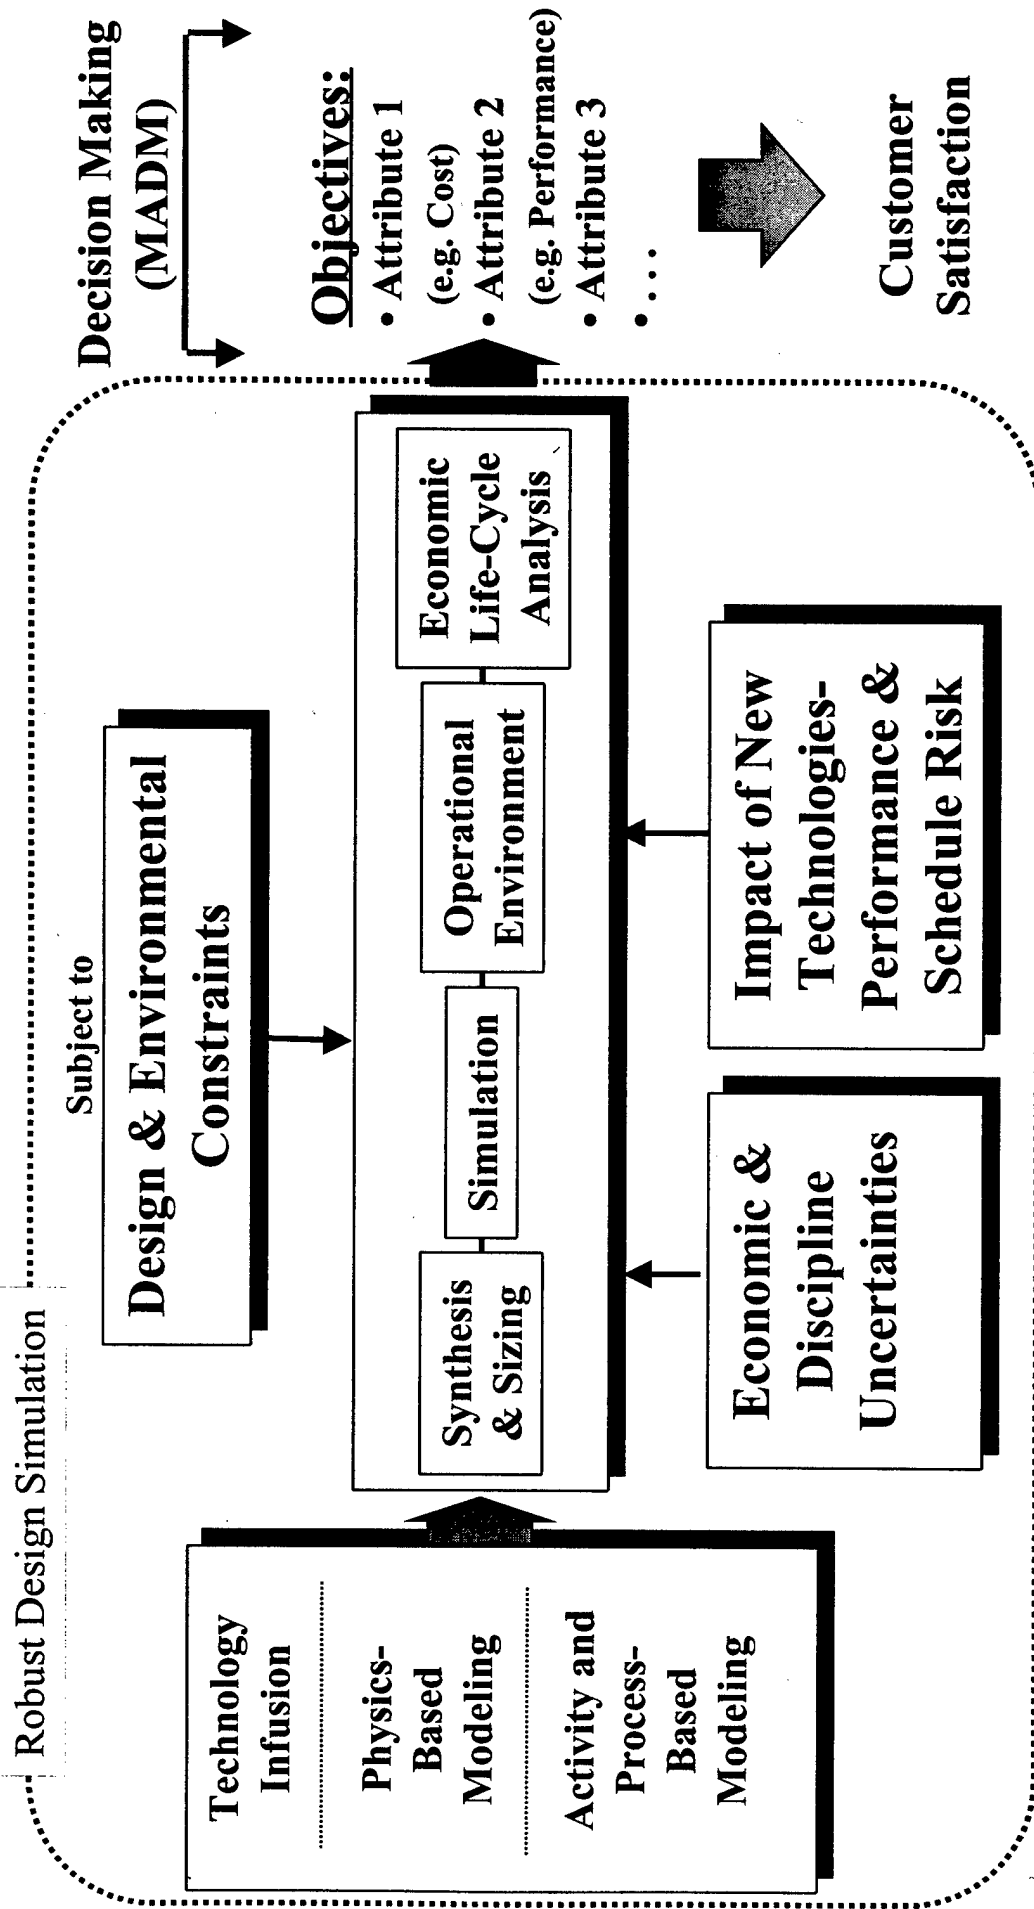 Robust Design Simulation
Subject to
Design & Environmental
Constraints
Technology
Infusion
Physics-
Based
Modeling
Activity and
Process-
Based
Modeling
Synthesis
& Sizing
Simulation
Operational
Environment
Economic
Life-Cycle
Analysis
Economic &
Discipline
Uncertainties
Impact of New
Technologies-
Performance &
Schedule Risk
Decision Making
(MADM)
Objectives:
• Attribute 1
(e.g. Cost)
• Attribute 2
(e.g. Performance)
• Attribute 3
• ...
Customer
Satisfaction